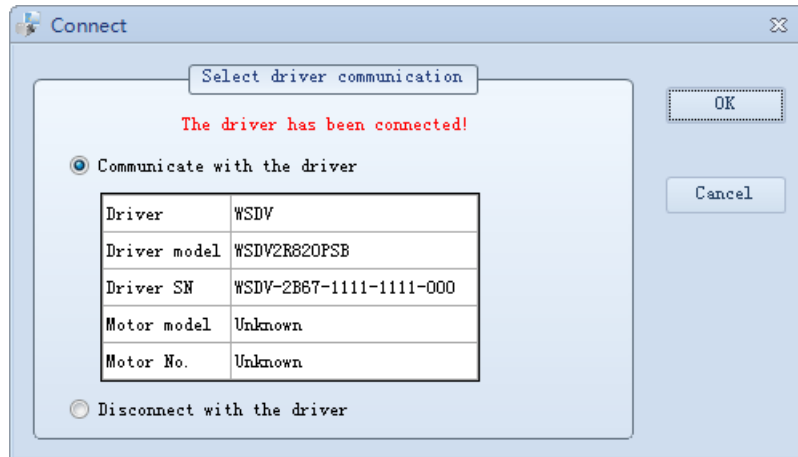 Connect
Select driver communication
The driver has been connected!
OK
Communicate with the driver
Cancel
Driver WSDV
Driver model WSDV2R820PSB
Driver SN WSDV-2B67-1111-1111-000
Motor model Unknown
Motor No. Unknown
Disconnect with the driver